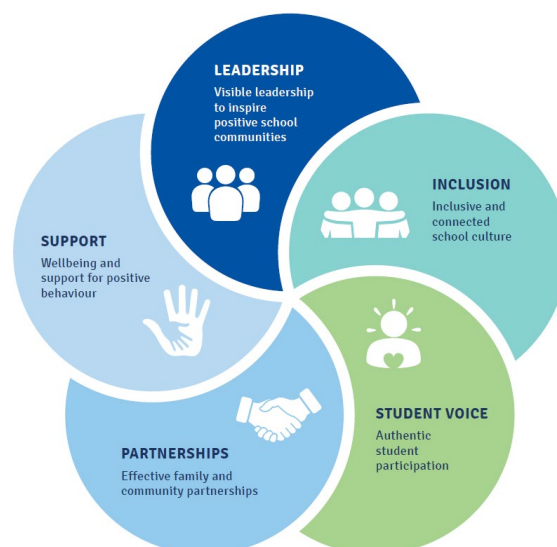 LEADERSHIP
Visible leadership
to inspire
positive school
communities
INCLUSION
Inclusive and
connected
school culture
STUDENT VOICE
Authentic
student
participation
PARTNERSHIPS
Effective family and
community partnerships
SUPPORT
Wellbeing and
support for positive
behaviour